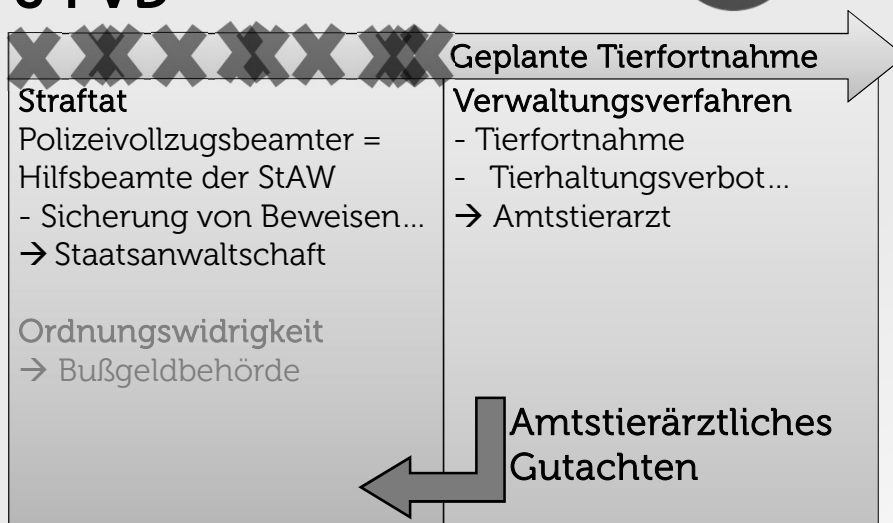 Geplante Tierfortnahme
Straftat
Polizeivollzugsbeamter =
Hilfsbeamte der StAW
- Sicherung von Beweisen...
→ Staatsanwaltschaft
Ordnungswidrigkeit
→ Bußgeldbehörde
Verwaltungsverfahren
- Tierfortnahme
- Tierhaltungsverbot...
→ Amtstierarzt
Amtstierärztliches
Gutachten